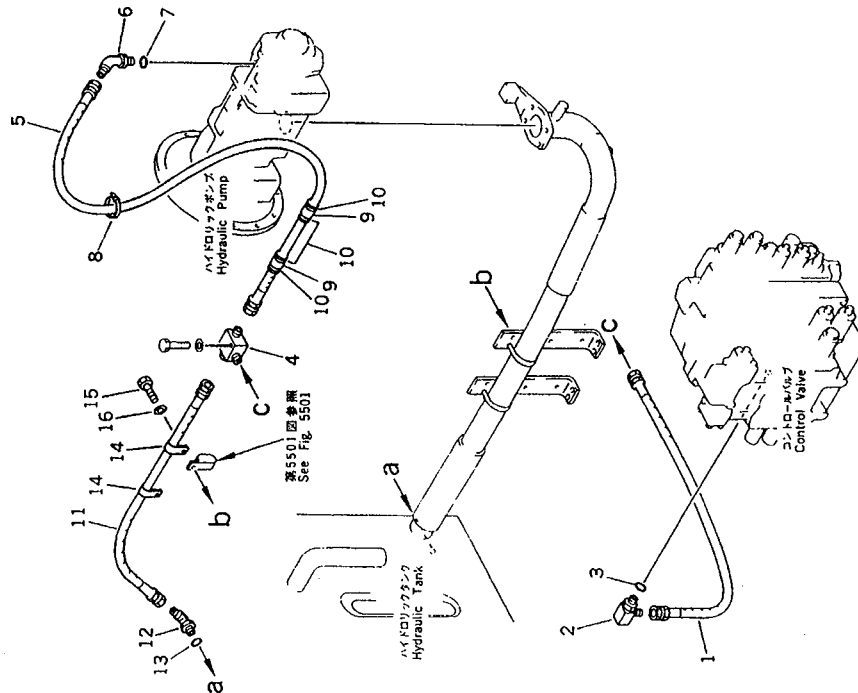 5
6
7
8
ハイドロリックポンプ
Hydraulic Pump
10
9
10
10
9
15
16
14
14
11
12
13
a
4
c
b
第5501図参照
See Fig. 5501
a
b
c
ハイドロリックタンク
Hydraulic Tank
3
2
1
コントロールバルブ
Control Valve